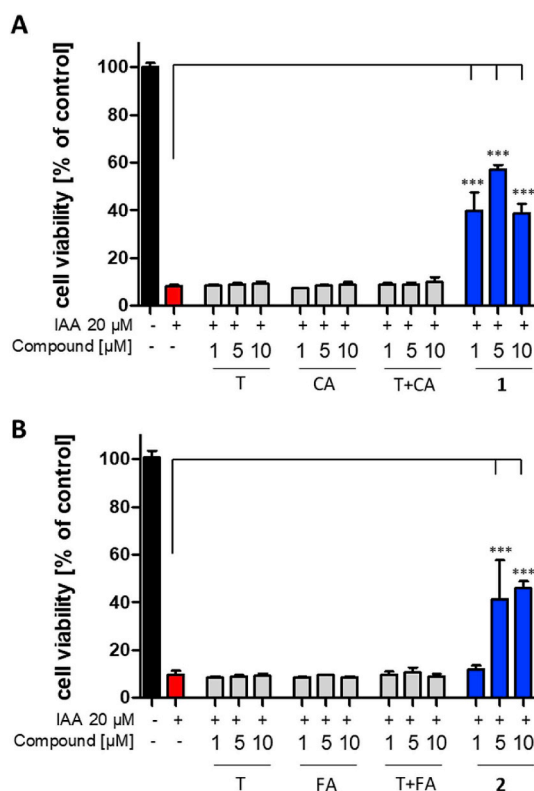 A
cell viability [% of control]
100
80
60
40
20
0
*** *** ***
IAA 20 µM - + + + + + + + + + + + + +
Compound [µM] - - 1 5 10 1 5 10 1 5 10 1 5 10
T CA T+CA 1
B
cell viability [% of control]
100
80
60
40
20
0
*** ***
IAA 20 µM - + + + + + + + + + + + + +
Compound [µM] - - 1 5 10 1 5 10 1 5 10 1 5 10
T FA T+FA 2